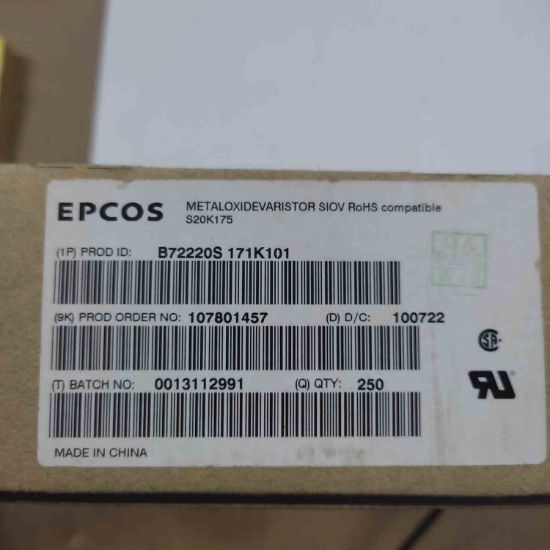 EPCOS
METALOXIDEVARISTOR SIOV RoHS compatible
S20K175
(1P) PROD ID: B72220S 171K101
(9K) PROD ORDER NO: 107801457 (D) D/C: 100722
(T) BATCH NO: 0013112991 (Q) QTY: 250
MADE IN CHINA